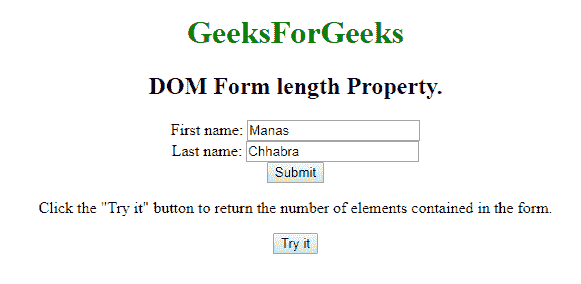 GeeksForGeeks
DOM Form length Property.
First name: Manas
Last name: Chhabra
Submit
Click the "Try it" button to return the number of elements contained in the form.
Try it